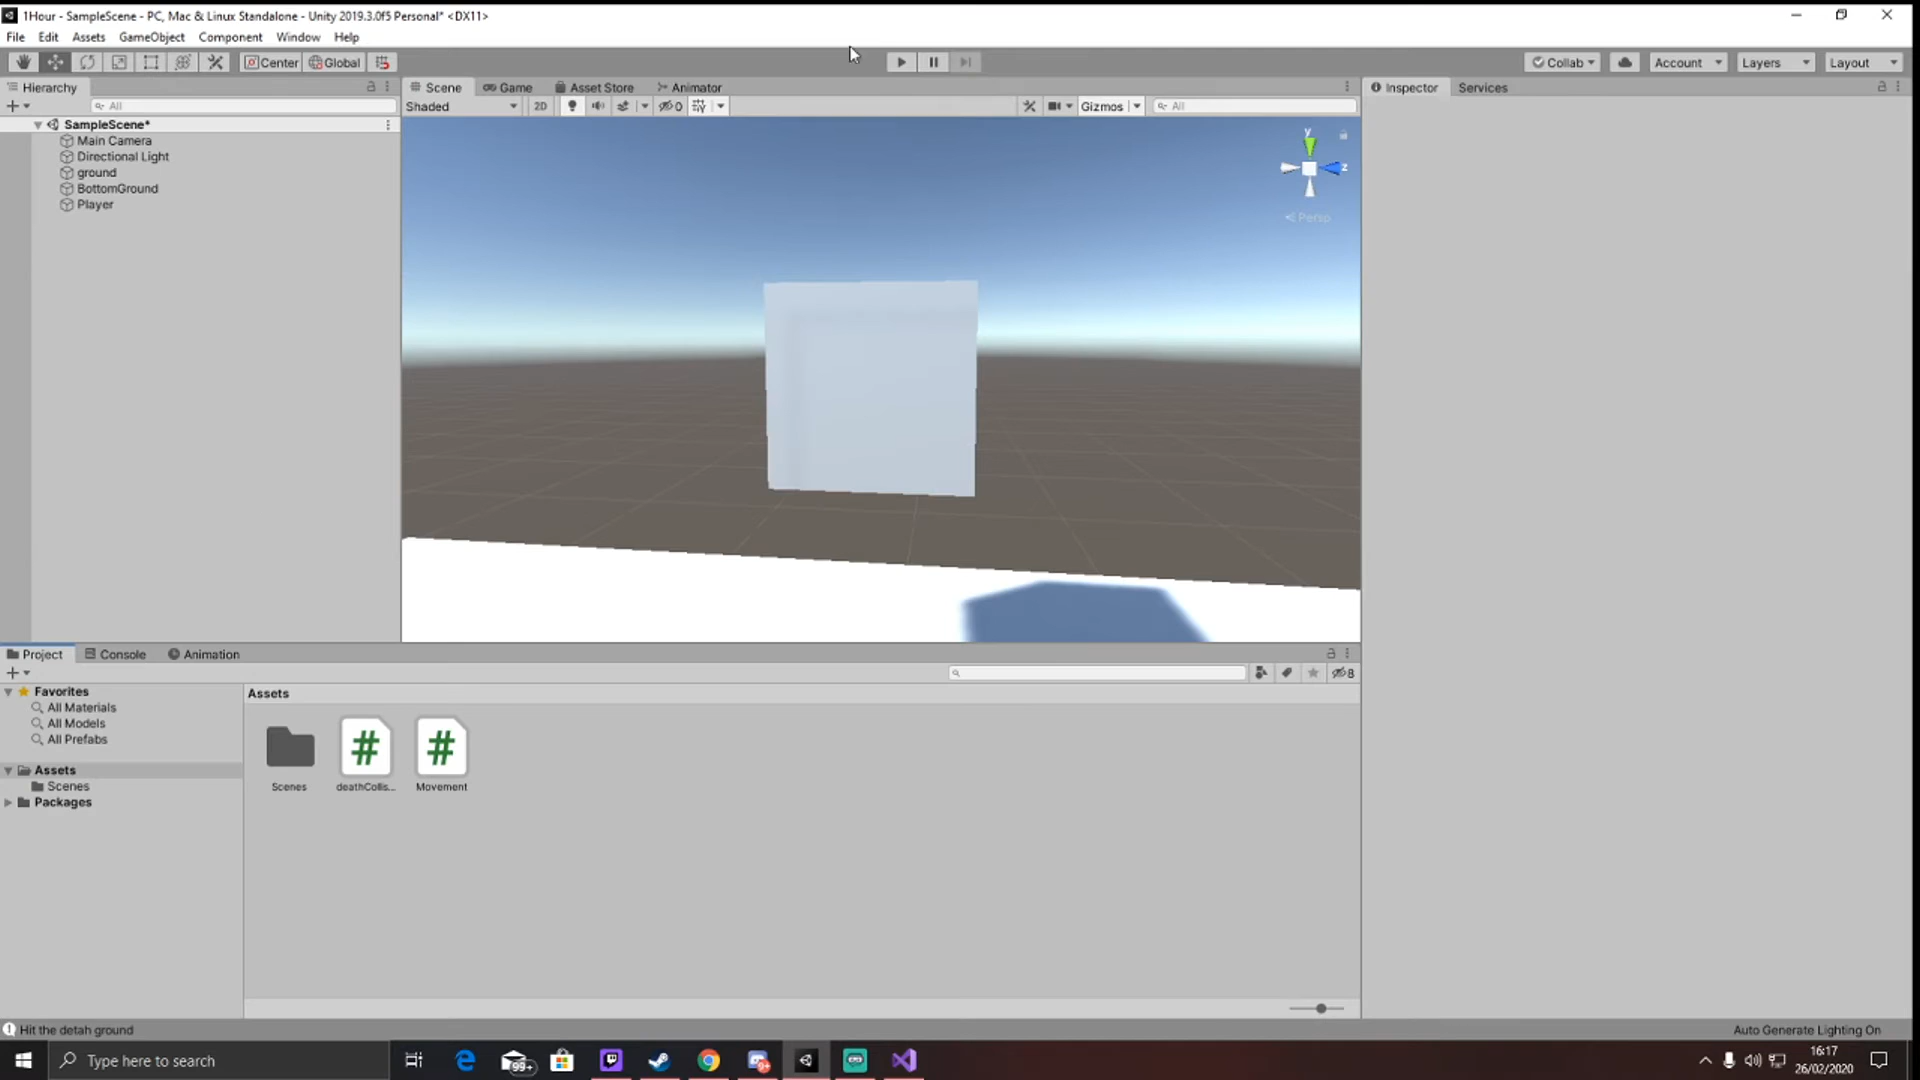 1Hour - SampleScene - PC, Mac & Linux Standalone - Unity 2019.3.0f5 Personal* <DX11>
File Edit Assets GameObject Component Window Help
Center Global Collab Account Layers Layout
Hierarchy Scene Game Asset Store Animator Inspector Services
All Shaded 2D 0 Gizmos All
SampleScene*
Main Camera
Directional Light
ground
BottomGround
Player
y
z
Persp
Project Console Animation
8
Favorites
All Materials
All Models
All Prefabs
Assets
Scenes
Packages
Assets
Scenes deathCollis... Movement
Hit the detah ground Auto Generate Lighting On
Type here to search 99+ 9+ 16:17
26/02/2020